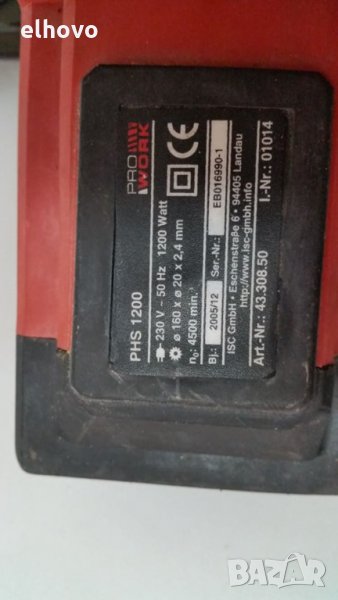 elhovo
PRO
WORK
CE
PHS 1200
230 V ~ 50 Hz 1200 Watt
ø 160 x ø 20 x 2,4 mm
n₀: 4500 min.⁻¹
Bj.: 2005/12 Ser.-Nr.: EB016990-1
ISC GmbH • Eschenstraße 6 • 94405 Landau
http://www.isc-gmbh.info
Art.-Nr.: 43.308.50 I.-Nr.: 01014
BAZAR